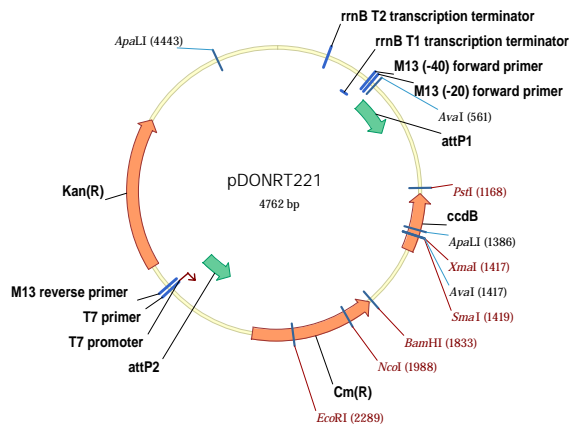 rrnB T2 transcription terminator
rrnB T1 transcription terminator
ApaLI (4443)
M13 (-40) forward primer
M13 (-20) forward primer
AvaI (561)
attP1
pDONRT221
4762 bp
Kan(R)
PstI (1168)
ccdB
ApaLI (1386)
XmaI (1417)
AvaI (1417)
SmaI (1419)
M13 reverse primer
T7 primer
T7 promoter
attP2
BamHI (1833)
NcoI (1988)
Cm(R)
EcoRI (2289)